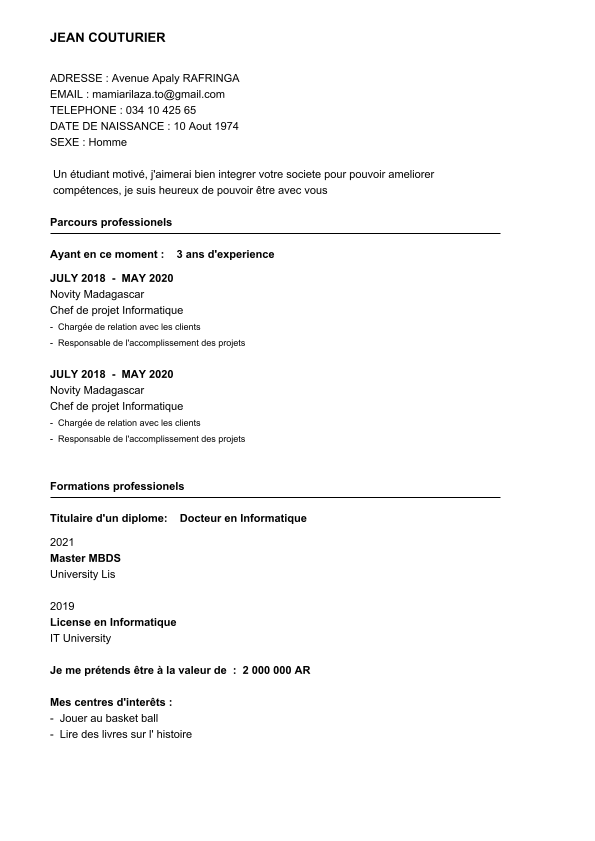 JEAN COUTURIER
ADRESSE : Avenue Apaly RAFRINGA
EMAIL : mamiarilaza.to@gmail.com
TELEPHONE : 034 10 425 65
DATE DE NAISSANCE : 10 Aout 1974
SEXE : Homme
Un étudiant motivé, j'aimerai bien integrer votre societe pour pouvoir ameliorer
compétences, je suis heureux de pouvoir être avec vous
Parcours professionels
Ayant en ce moment : 3 ans d'experience
JULY 2018 - MAY 2020
Novity Madagascar
Chef de projet Informatique
- Chargée de relation avec les clients
- Responsable de l'accomplissement des projets
JULY 2018 - MAY 2020
Novity Madagascar
Chef de projet Informatique
- Chargée de relation avec les clients
- Responsable de l'accomplissement des projets
Formations professionels
Titulaire d'un diplome: Docteur en Informatique
2021
Master MBDS
University Lis
2019
License en Informatique
IT University
Je me prétends être à la valeur de : 2 000 000 AR
Mes centres d'interêts :
- Jouer au basket ball
- Lire des livres sur l' histoire